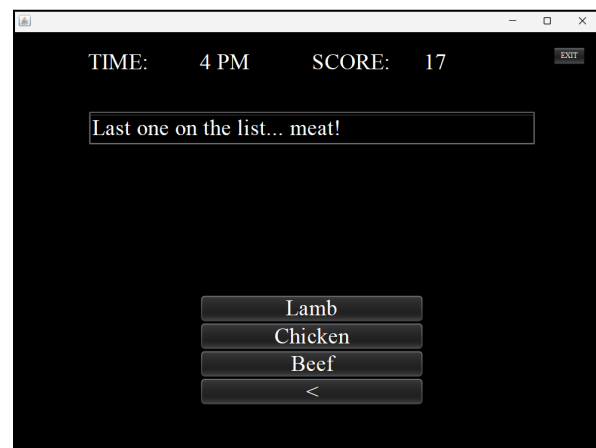 TIME: 4 PM SCORE: 17 EXIT
Last one on the list... meat!
Lamb
Chicken
Beef
<